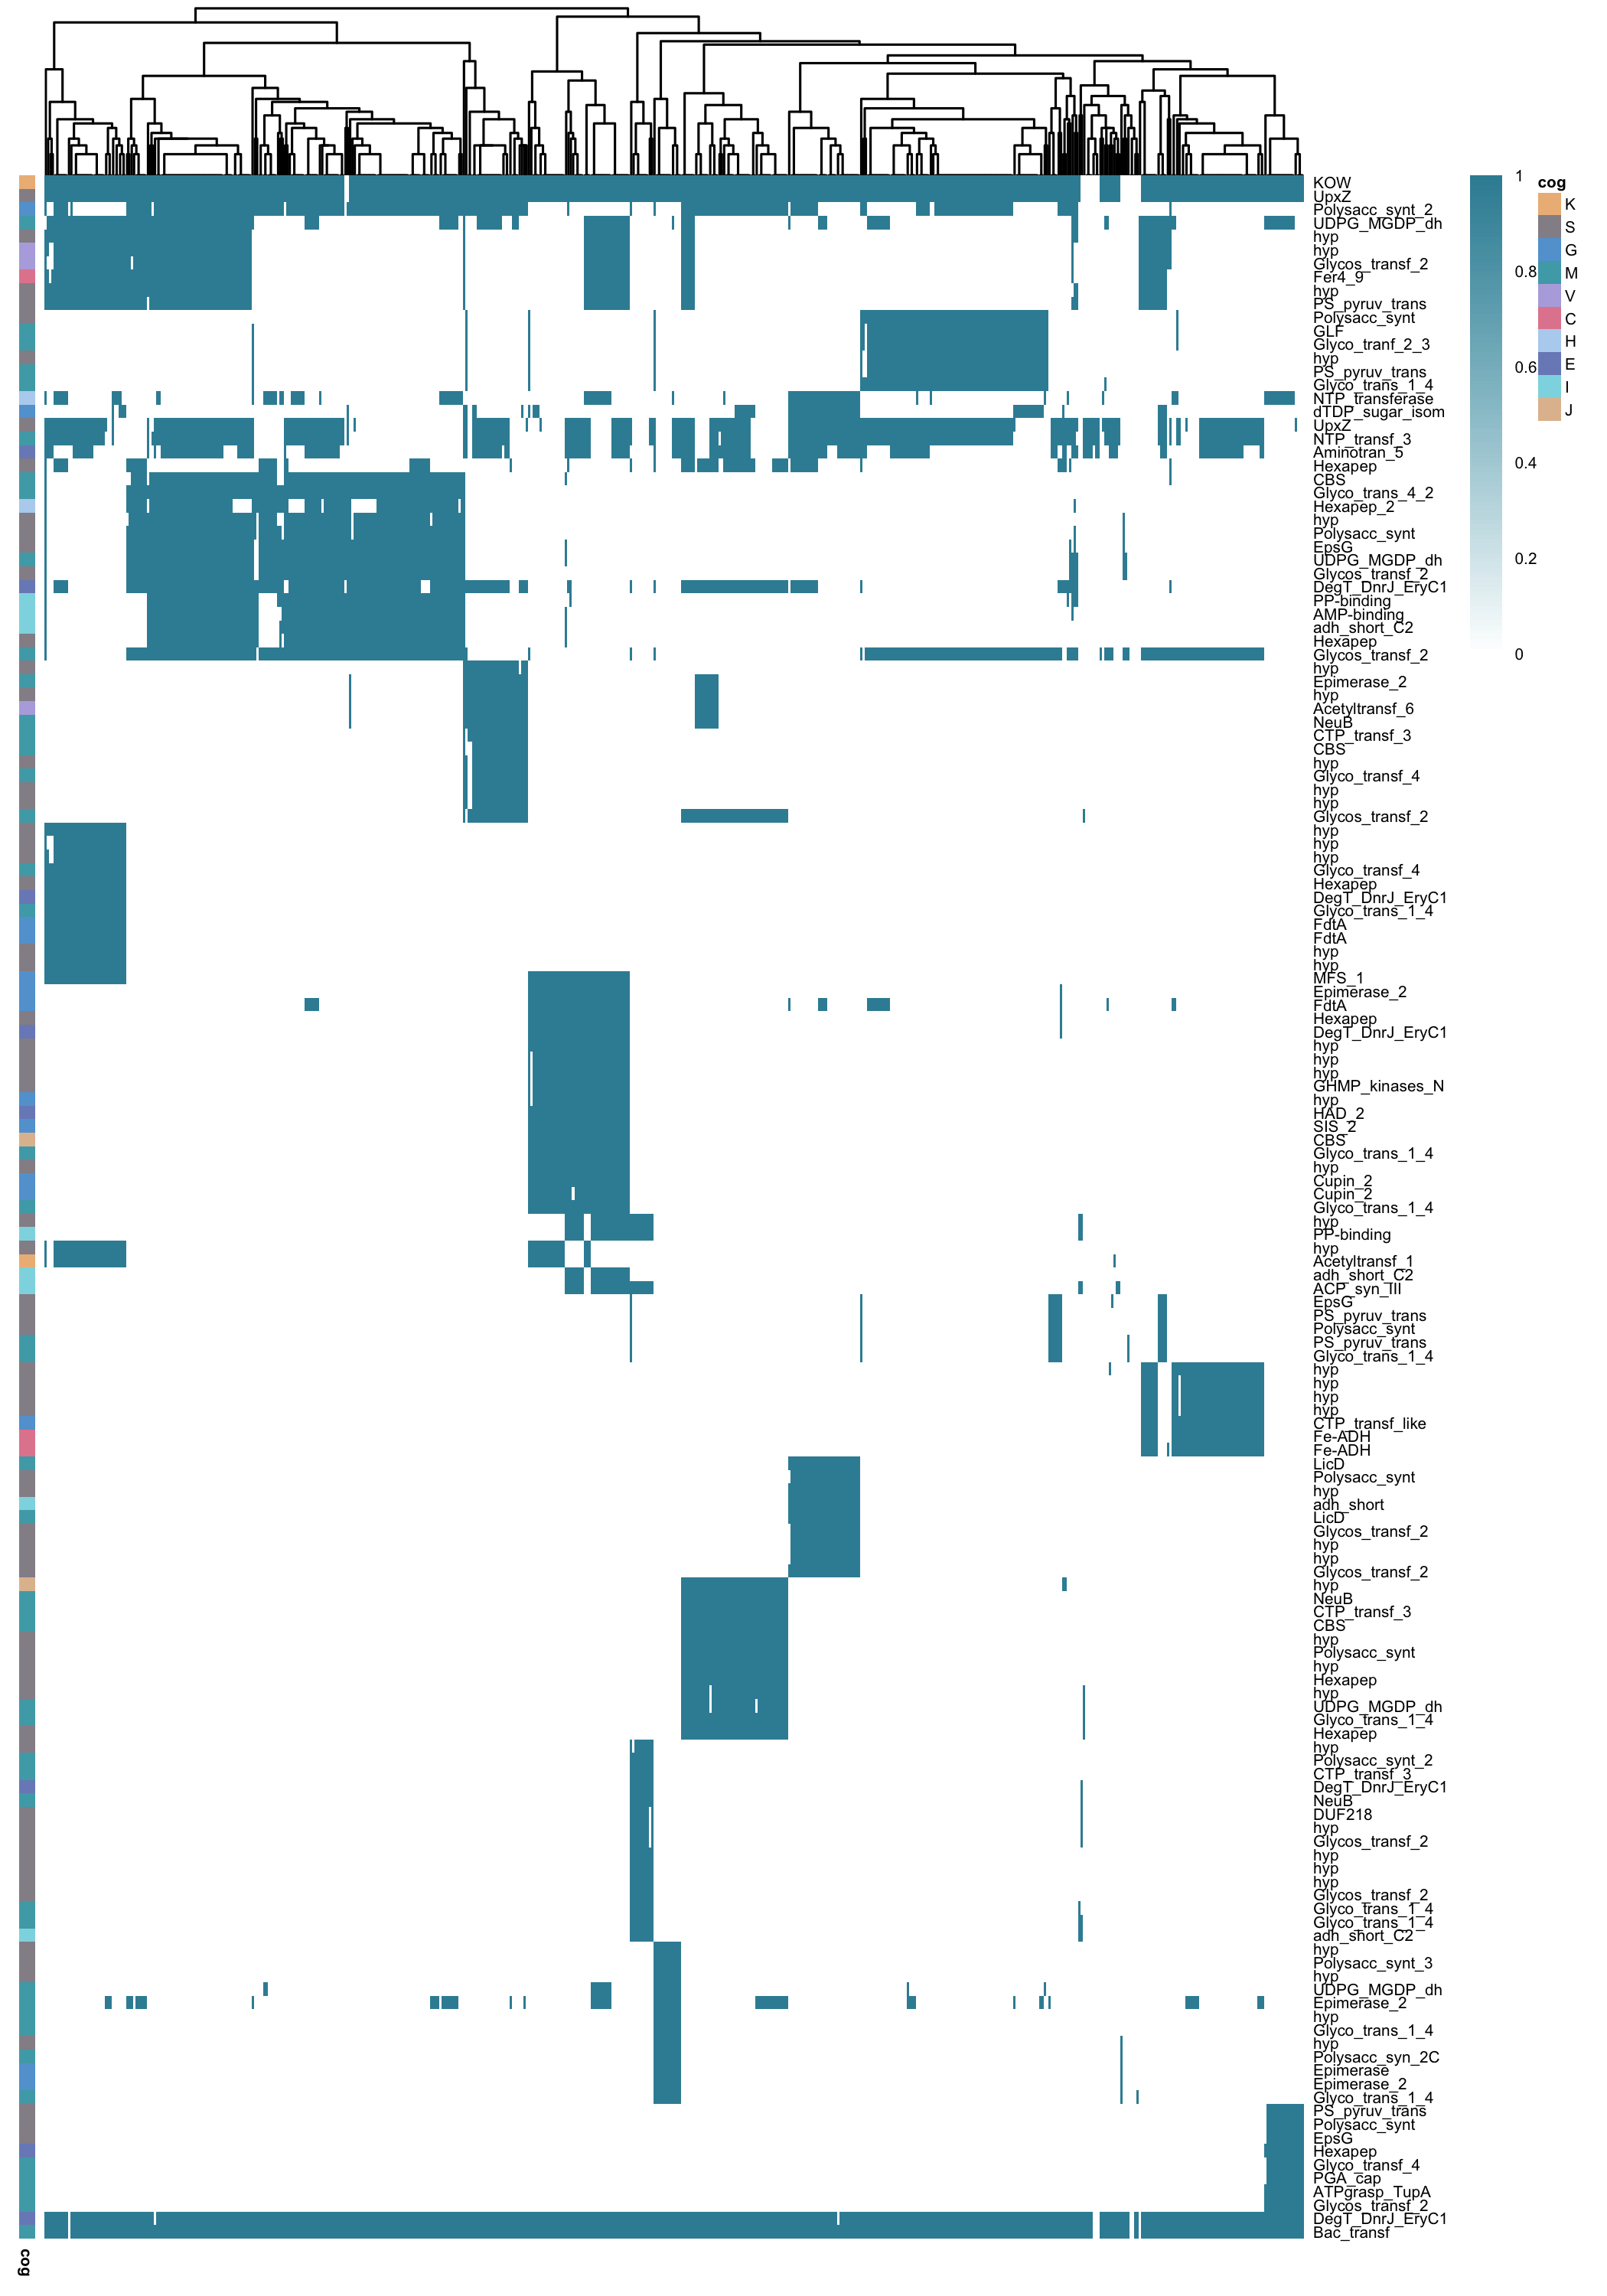 KOW
UpxZ
Polysacc_synt_2
UDPG_MGDP_dh
hyp
hyp
Glycos_transf_2
Fer4_9
hyp
PS_pyruv_trans
Polysacc_synt
GLF
Glyco_tranf_2_3
hyp
PS_pyruv_trans
Glyco_trans_1_4
NTP_transferase
dTDP_sugar_isom
UpxZ
NTP_transf_3
Aminotran_5
Hexapep
CBS
Glyco_trans_4_2
Hexapep_2
hyp
Polysacc_synt
EpsG
UDPG_MGDP_dh
Glycos_transf_2
DegT_DnrJ_EryC1
PP-binding
AMP-binding
adh_short_C2
Hexapep
Glycos_transf_2
hyp
Epimerase_2
hyp
Acetyltransf_6
NeuB
CTP_transf_3
CBS
hyp
Glyco_transf_4
hyp
hyp
Glycos_transf_2
hyp
hyp
hyp
Glyco_transf_4
Hexapep
DegT_DnrJ_EryC1
Glyco_trans_1_4
FdtA
FdtA
hyp
hyp
MFS_1
Epimerase_2
FdtA
Hexapep
DegT_DnrJ_EryC1
hyp
hyp
hyp
GHMP_kinases_N
hyp
HAD_2
SIS_2
CBS
Glyco_trans_1_4
hyp
Cupin_2
Cupin_2
Glyco_trans_1_4
hyp
PP-binding
hyp
Acetyltransf_1
adh_short_C2
ACP_syn_III
EpsG
PS_pyruv_trans
Polysacc_synt
PS_pyruv_trans
Glyco_trans_1_4
hyp
hyp
hyp
hyp
CTP_transf_like
Fe-ADH
Fe-ADH
LicD
Polysacc_synt
hyp
adh_short
LicD
Glycos_transf_2
hyp
hyp
Glycos_transf_2
hyp
NeuB
CTP_transf_3
CBS
hyp
Polysacc_synt
hyp
Hexapep
hyp
UDPG_MGDP_dh
Glyco_trans_1_4
Hexapep
hyp
Polysacc_synt_2
CTP_transf_3
DegT_DnrJ_EryC1
NeuB
DUF218
hyp
Glycos_transf_2
hyp
hyp
hyp
Glycos_transf_2
Glyco_trans_1_4
Glyco_trans_1_4
adh_short_C2
hyp
Polysacc_synt_3
hyp
UDPG_MGDP_dh
Epimerase_2
hyp
Glyco_trans_1_4
hyp
Polysacc_syn_2C
Epimerase
Epimerase_2
Glyco_trans_1_4
PS_pyruv_trans
Polysacc_synt
EpsG
Hexapep
Glyco_transf_4
PGA_cap
ATPgrasp_TupA
Glycos_transf_2
DegT_DnrJ_EryC1
Bac_transf
1
0.8
0.6
0.4
0.2
0
cog
K
S
G
M
V
C
H
E
I
J
cog